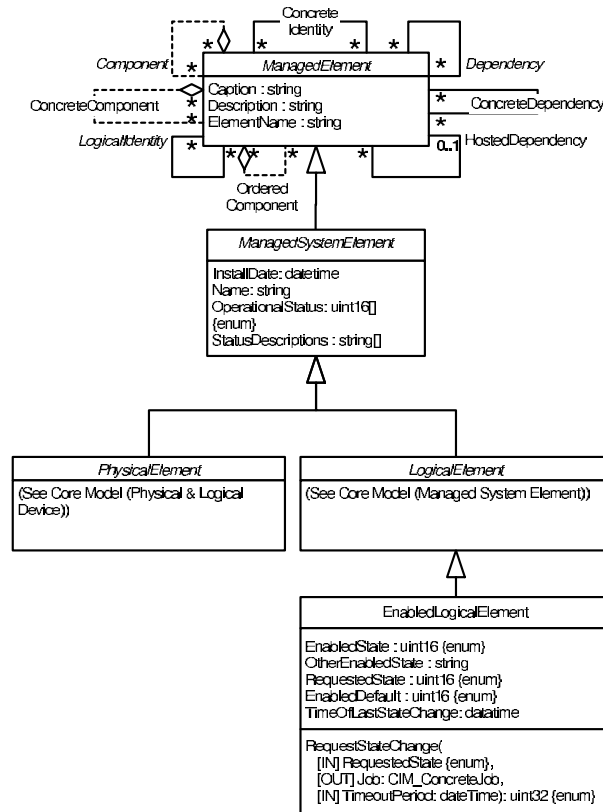 Concrete
Identity
Component
*
*
*
*
*
ManagedElement
Dependency
Caption : string
Description : string
ElementName : string
*
*
ConcreteComponent
*
*
ConcreteDependency
*
LogicalIdentity
*
*
*
*
*
0..1
HostedDependency
Ordered
Component
ManagedSystemElement
InstallDate: datetime
Name: string
OperationalStatus: uint16[]
{enum}
StatusDescriptions : string[]
PhysicalElement
(See Core Model (Physical & Logical
Device))
LogicalElement
(See Core Model (Managed System Element))
EnabledLogicalElement
EnabledState : uint16 {enum}
OtherEnabledState : string
RequestedState : uint16 {enum}
EnabledDefault : uint16 {enum}
TimeOfLastStateChange: datatime
RequestStateChange(
[IN] RequestedState {enum},
[OUT] Job: CIM_ConcreteJob,
[IN] TimeoutPeriod: dateTime): uint32 {enum}